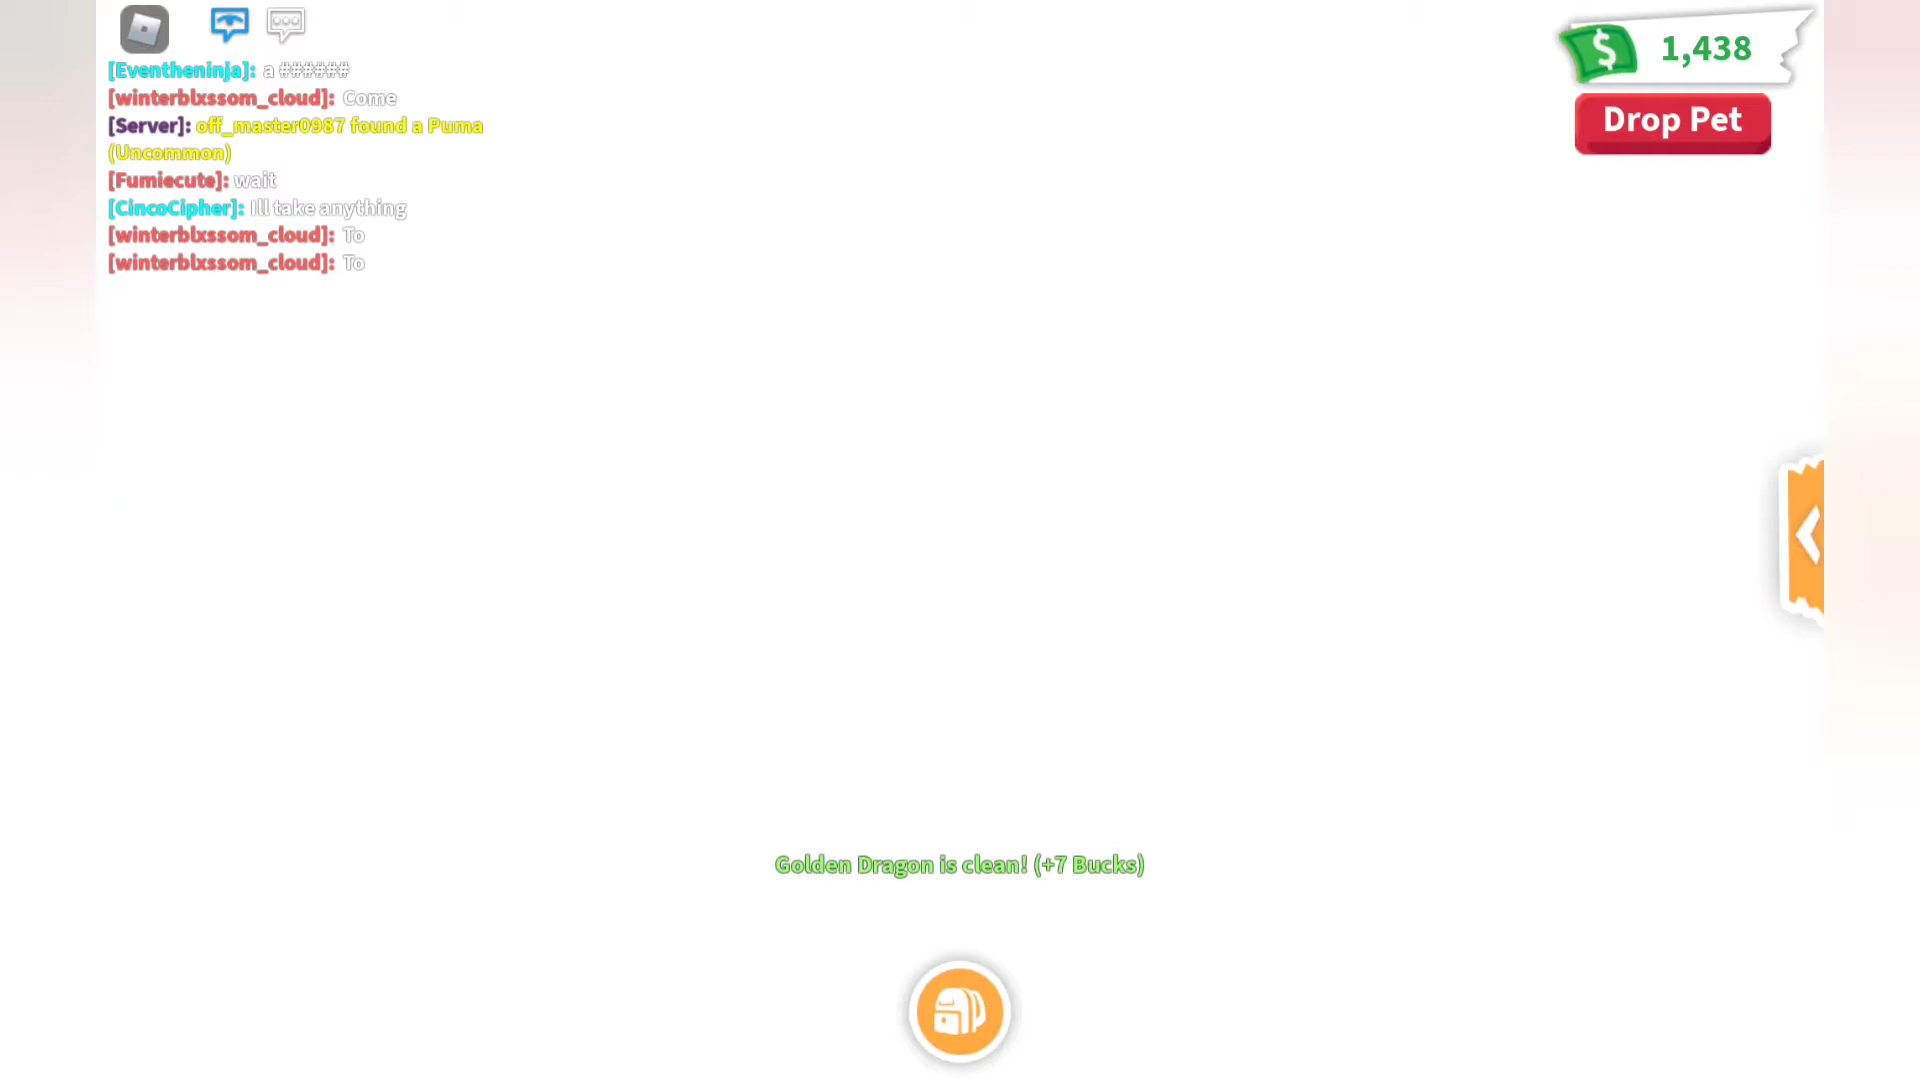 [Eventheninja]: a ######
[winterblxssom_cloud]: Come
[Server]: off_master0987 found a Puma
(Uncommon)
[Fumiecute]: wait
[CincoCipher]: Ill take anything
[winterblxssom_cloud]: To
[winterblxssom_cloud]: To
1,438
Drop Pet
Golden Dragon is clean! (+7 Bucks)